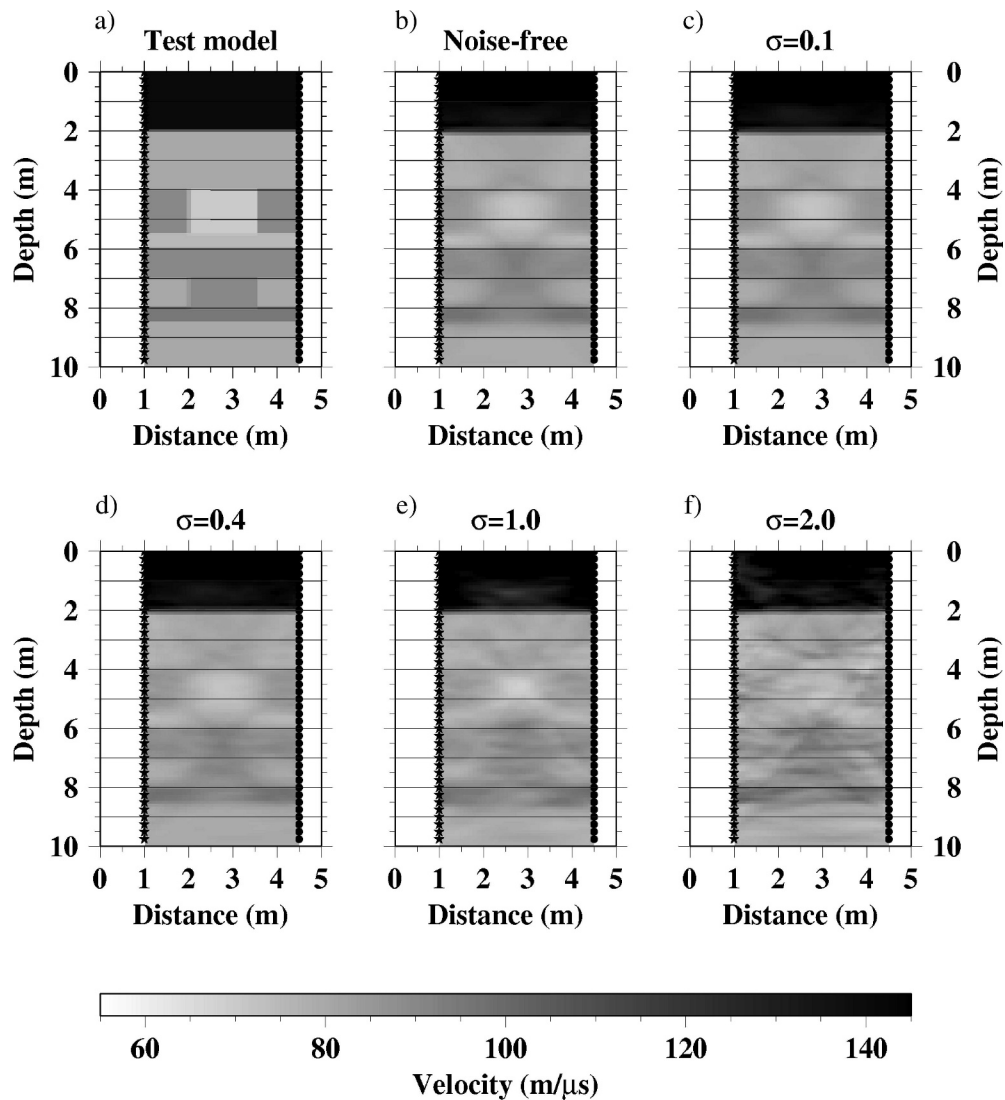 a) b) c)
Test model Noise-free σ=0.1
0 0
2 2
4 4
6 6
8 8
10 10
Depth (m) Depth (m)
0 1 2 3 4 5 0 1 2 3 4 5 0 1 2 3 4 5
Distance (m) Distance (m) Distance (m)
d) e) f)
σ=0.4 σ=1.0 σ=2.0
0 0
2 2
4 4
6 6
8 8
10 10
Depth (m) Depth (m)
0 1 2 3 4 5 0 1 2 3 4 5 0 1 2 3 4 5
Distance (m) Distance (m) Distance (m)
60 80 100 120 140
Velocity (m/μs)